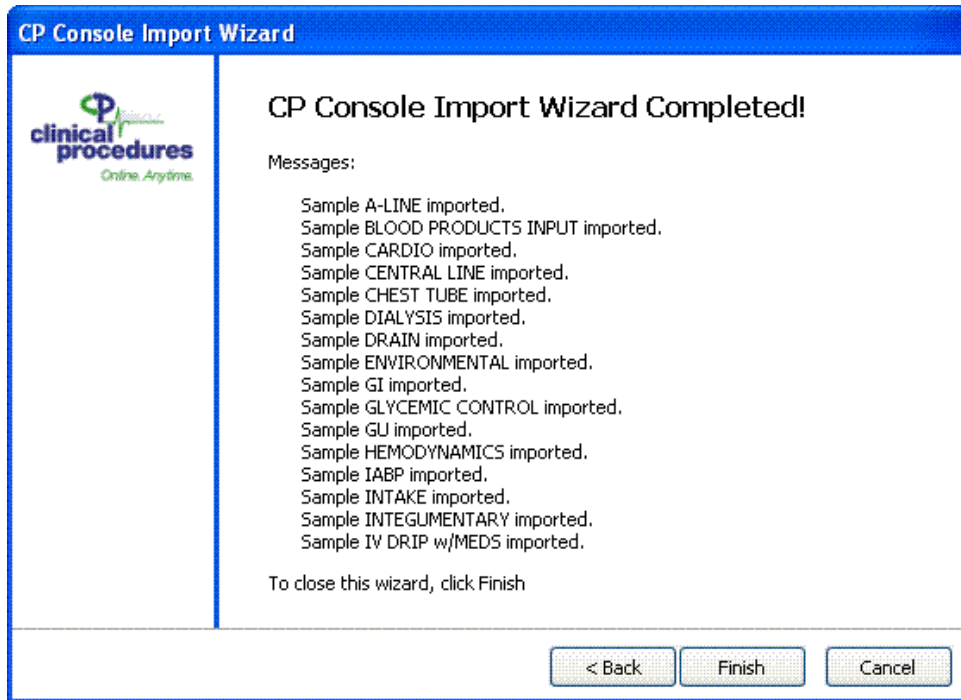 CP Console Import Wizard
CP
clinical
procedures
Online. Anytime.
CP Console Import Wizard Completed!
Messages:
Sample A-LINE imported.
Sample BLOOD PRODUCTS INPUT imported.
Sample CARDIO imported.
Sample CENTRAL LINE imported.
Sample CHEST TUBE imported.
Sample DIALYSIS imported.
Sample DRAIN imported.
Sample ENVIRONMENTAL imported.
Sample GI imported.
Sample GLYCEMIC CONTROL imported.
Sample GU imported.
Sample HEMODYNAMICS imported.
Sample IABP imported.
Sample INTAKE imported.
Sample INTEGUMENTARY imported.
Sample IV DRIP w/MEDS imported.
To close this wizard, click Finish
< Back
Finish
Cancel